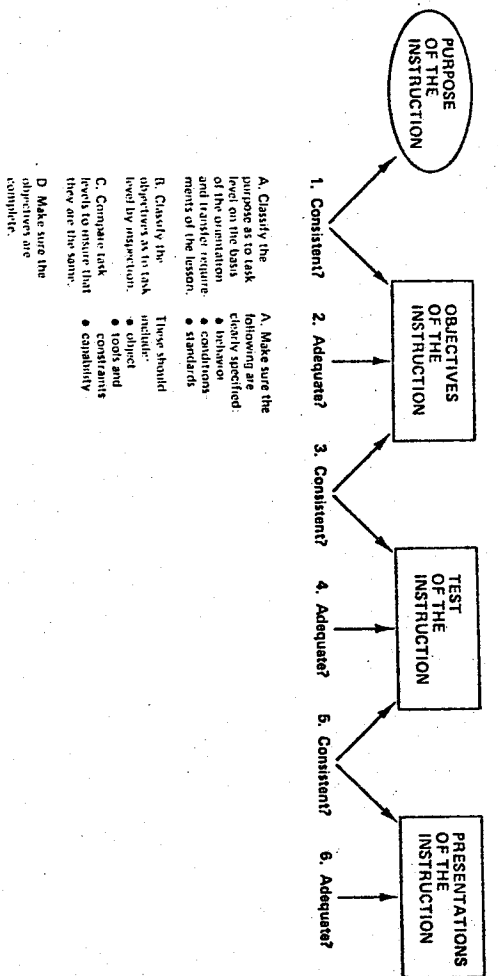 PURPOSE
OF THE
INSTRUCTION
OBJECTIVES
OF THE
INSTRUCTION
TEST
OF THE
INSTRUCTION
PRESENTATIONS
OF THE
INSTRUCTION
1. Consistent?
2. Adequate?
3. Consistent?
4. Adequate?
5. Consistent?
6. Adequate?
A. Classify the
purpose as to task
level on the basis
of the orientation
and transfer require-
ments of the lesson.
B. Classify the
objectives as to task
level by inspection.
C. Compare task
levels to insure that
they are the same.
D Make sure the
objectives are
complete.
A. Make sure the
following are
clearly specified:
• behavior
• conditions
• standards
These should
include:
• object
• tools and
constraints
• capability